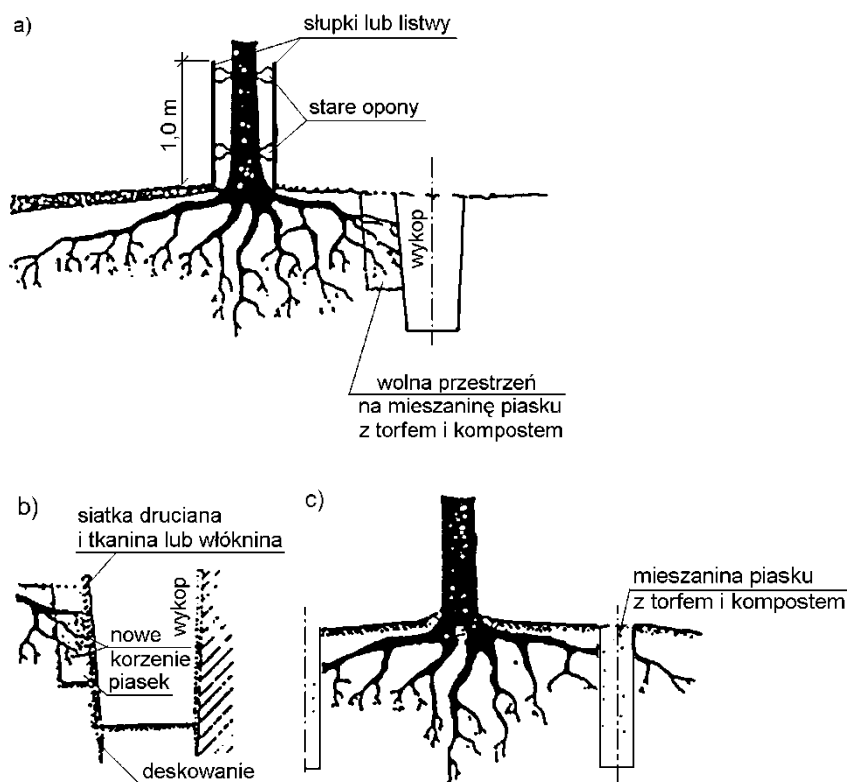 a)
słupki lub listwy
stare opony
1,0 m
wykop
wolna przestrzeń
na mieszaninę piasku
z torfem i kompostem
b)
siatka druciana
i tkanina lub włóknina
wykop
nowe
korzenie
piasek
deskowanie
c)
mieszanina piasku
z torfem i kompostem